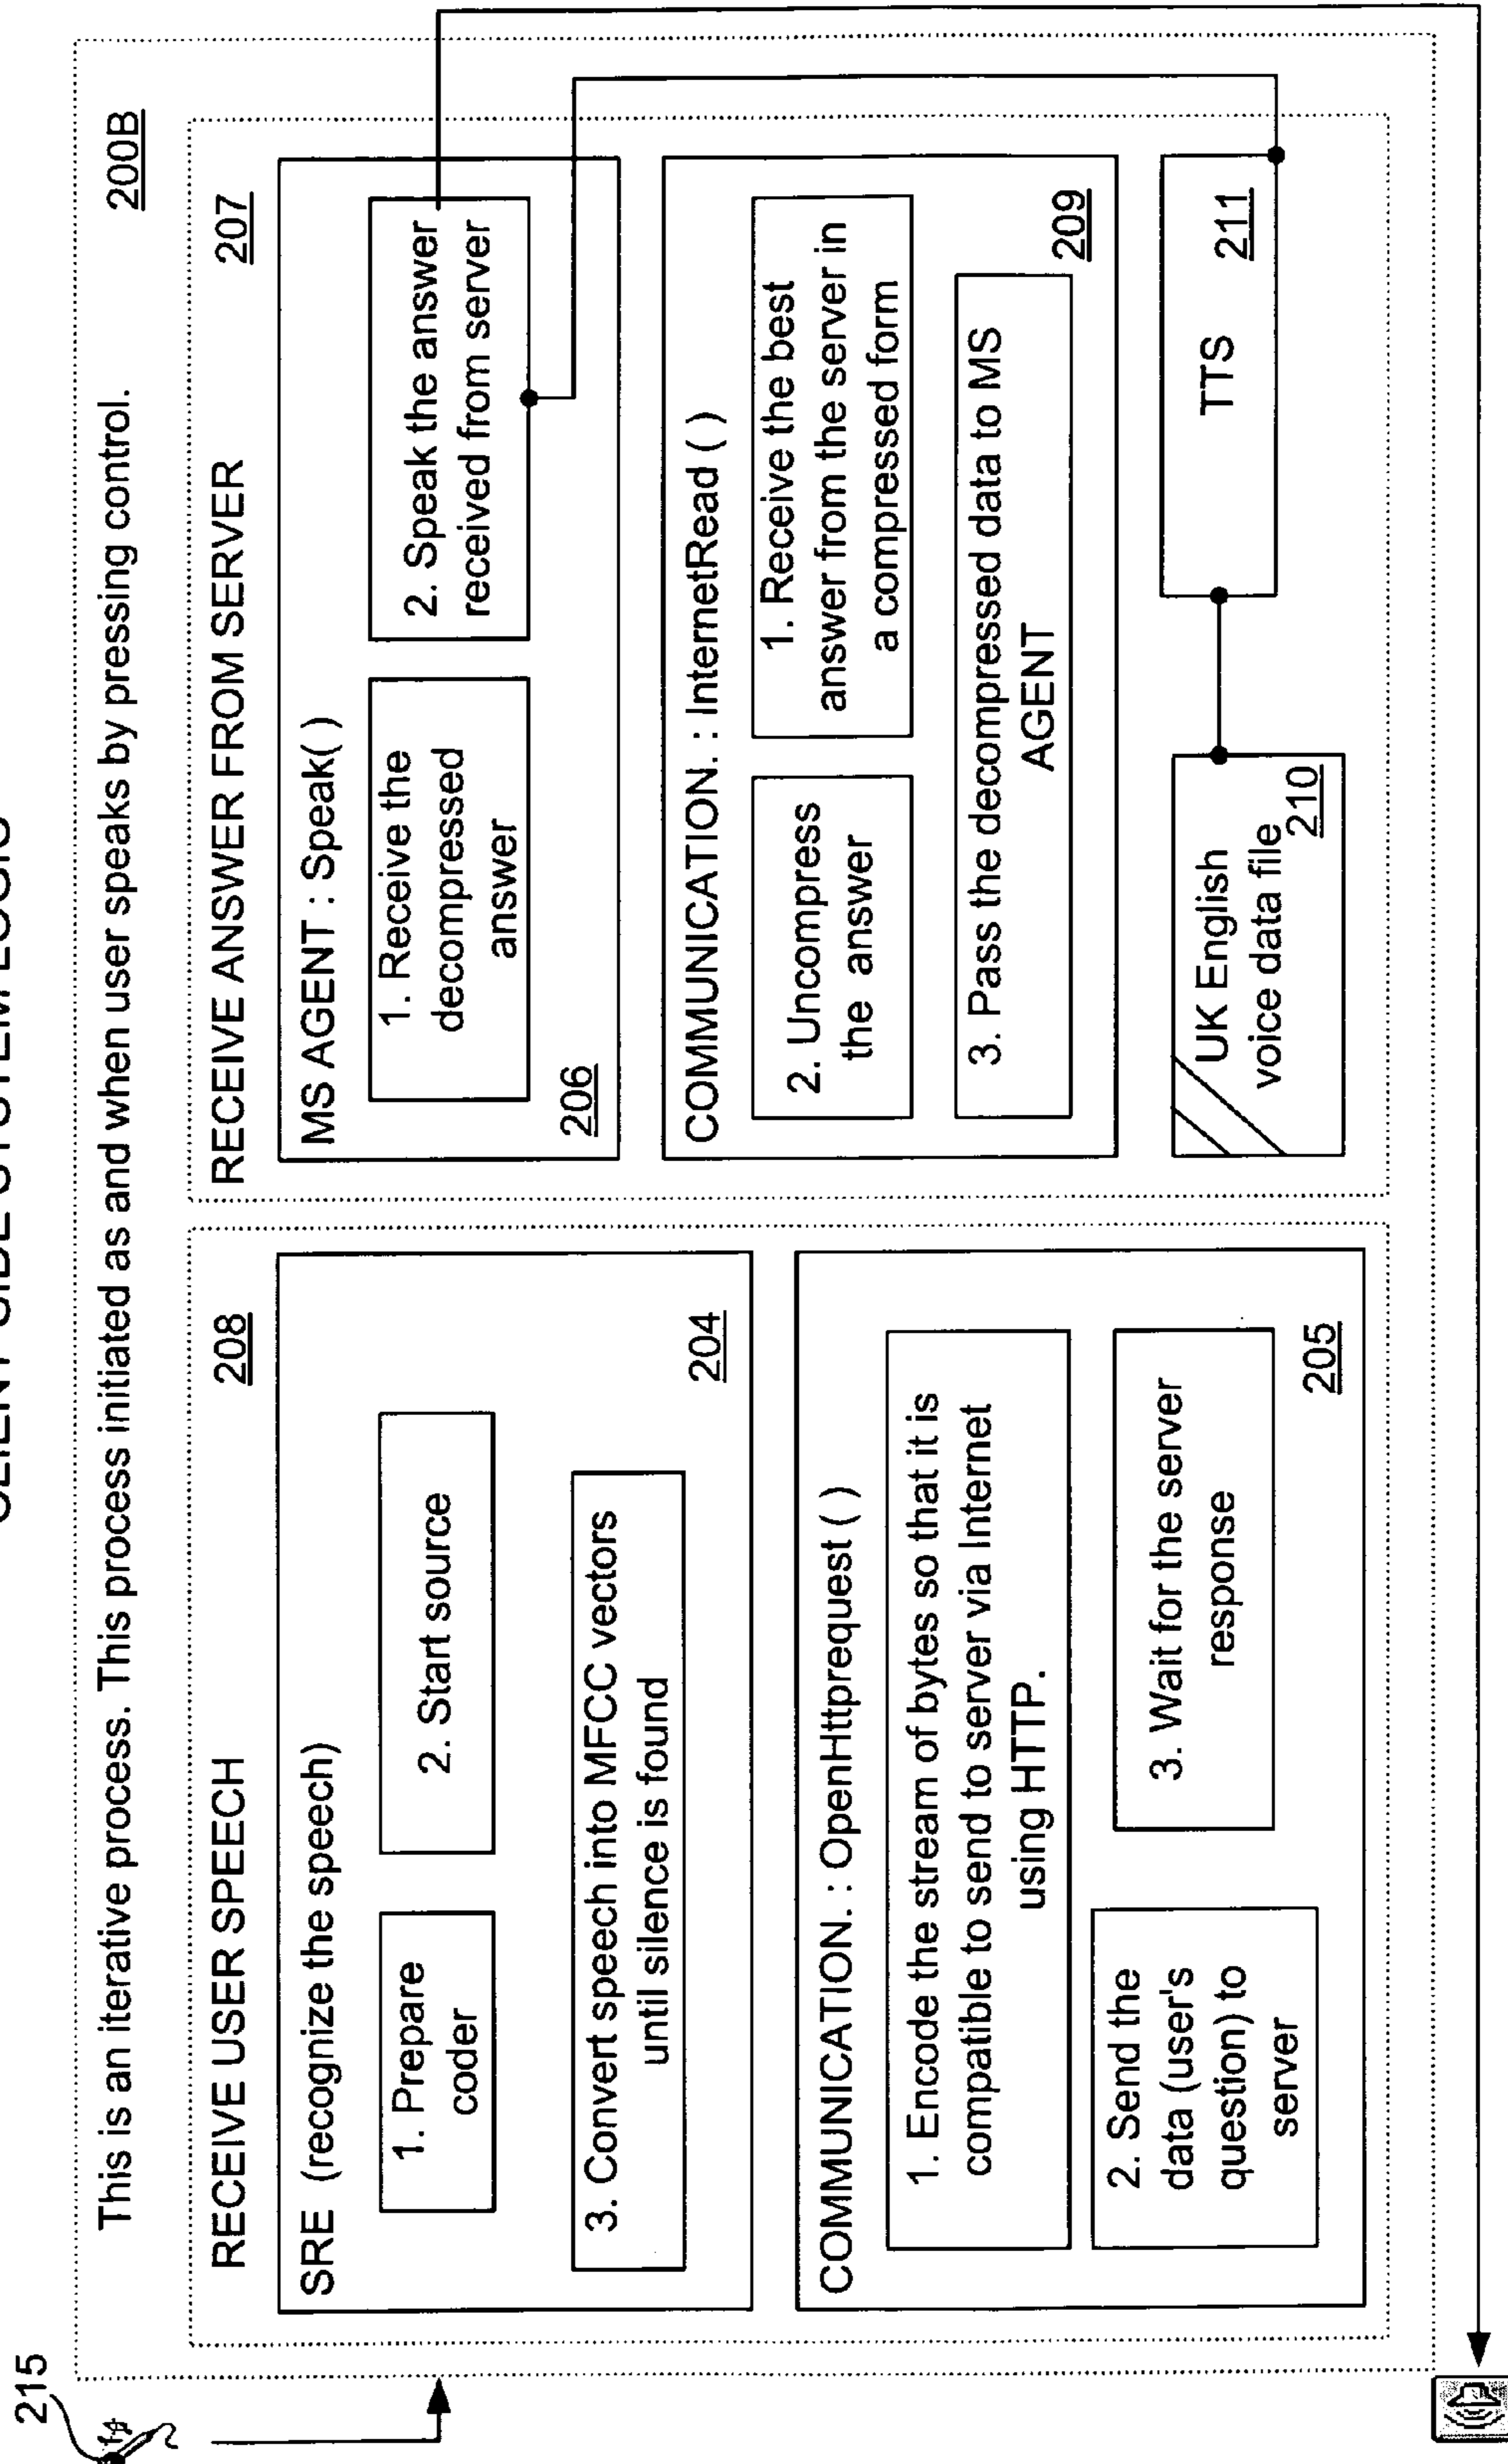 CLIENT SIDE SYSTEM LOGIC
This is an iterative process. This process initiated as and when user speaks by pressing control.
200B
215
RECEIVE USER SPEECH
208
SRE (recognize the speech)
1. Prepare
coder
2. Start source
3. Convert speech into MFCC vectors
until silence is found
204
COMMUNICATION. : OpenHttprequest ( )
1. Encode the stream of bytes so that it is
compatible to send to server via Internet
using HTTP.
2. Send the
data (user's
question) to
server
3. Wait for the server
response
205
RECEIVE ANSWER FROM SERVER
207
MS AGENT : Speak( )
1. Receive the
decompressed
answer
2. Speak the answer
received from server
206
COMMUNICATION. : InternetRead ( )
2. Uncompress
the answer
1. Receive the best
answer from the server in
a compressed form
3. Pass the decompressed data to MS
AGENT
209
UK English
voice data file
210
TTS
211